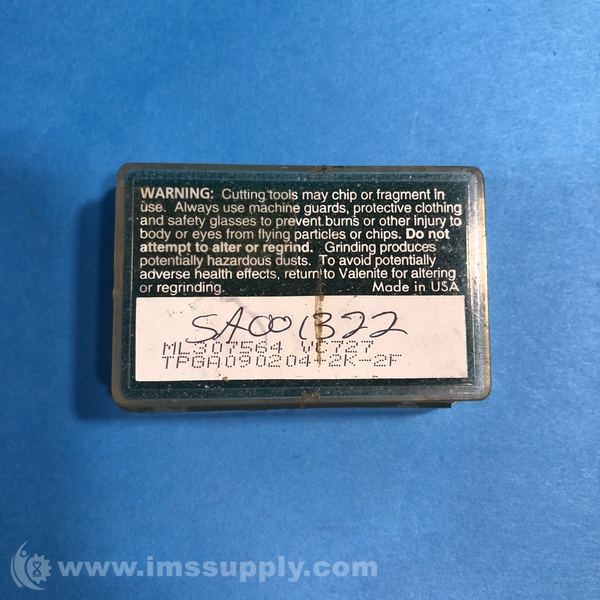 WARNING: Cutting tools may chip or fragment in
use. Always use machine guards, protective clothing
and safety glasses to prevent burns or other injury to
body or eyes from flying particles or chips. Do not
attempt to alter or regrind. Grinding produces
potentially hazardous dusts. To avoid potentially
adverse health effects, return to Valenite for altering
or regrinding. Made in USA
SA001322
ML307564 VC727
TPGA090204-2K-2F
www.imssupply.com